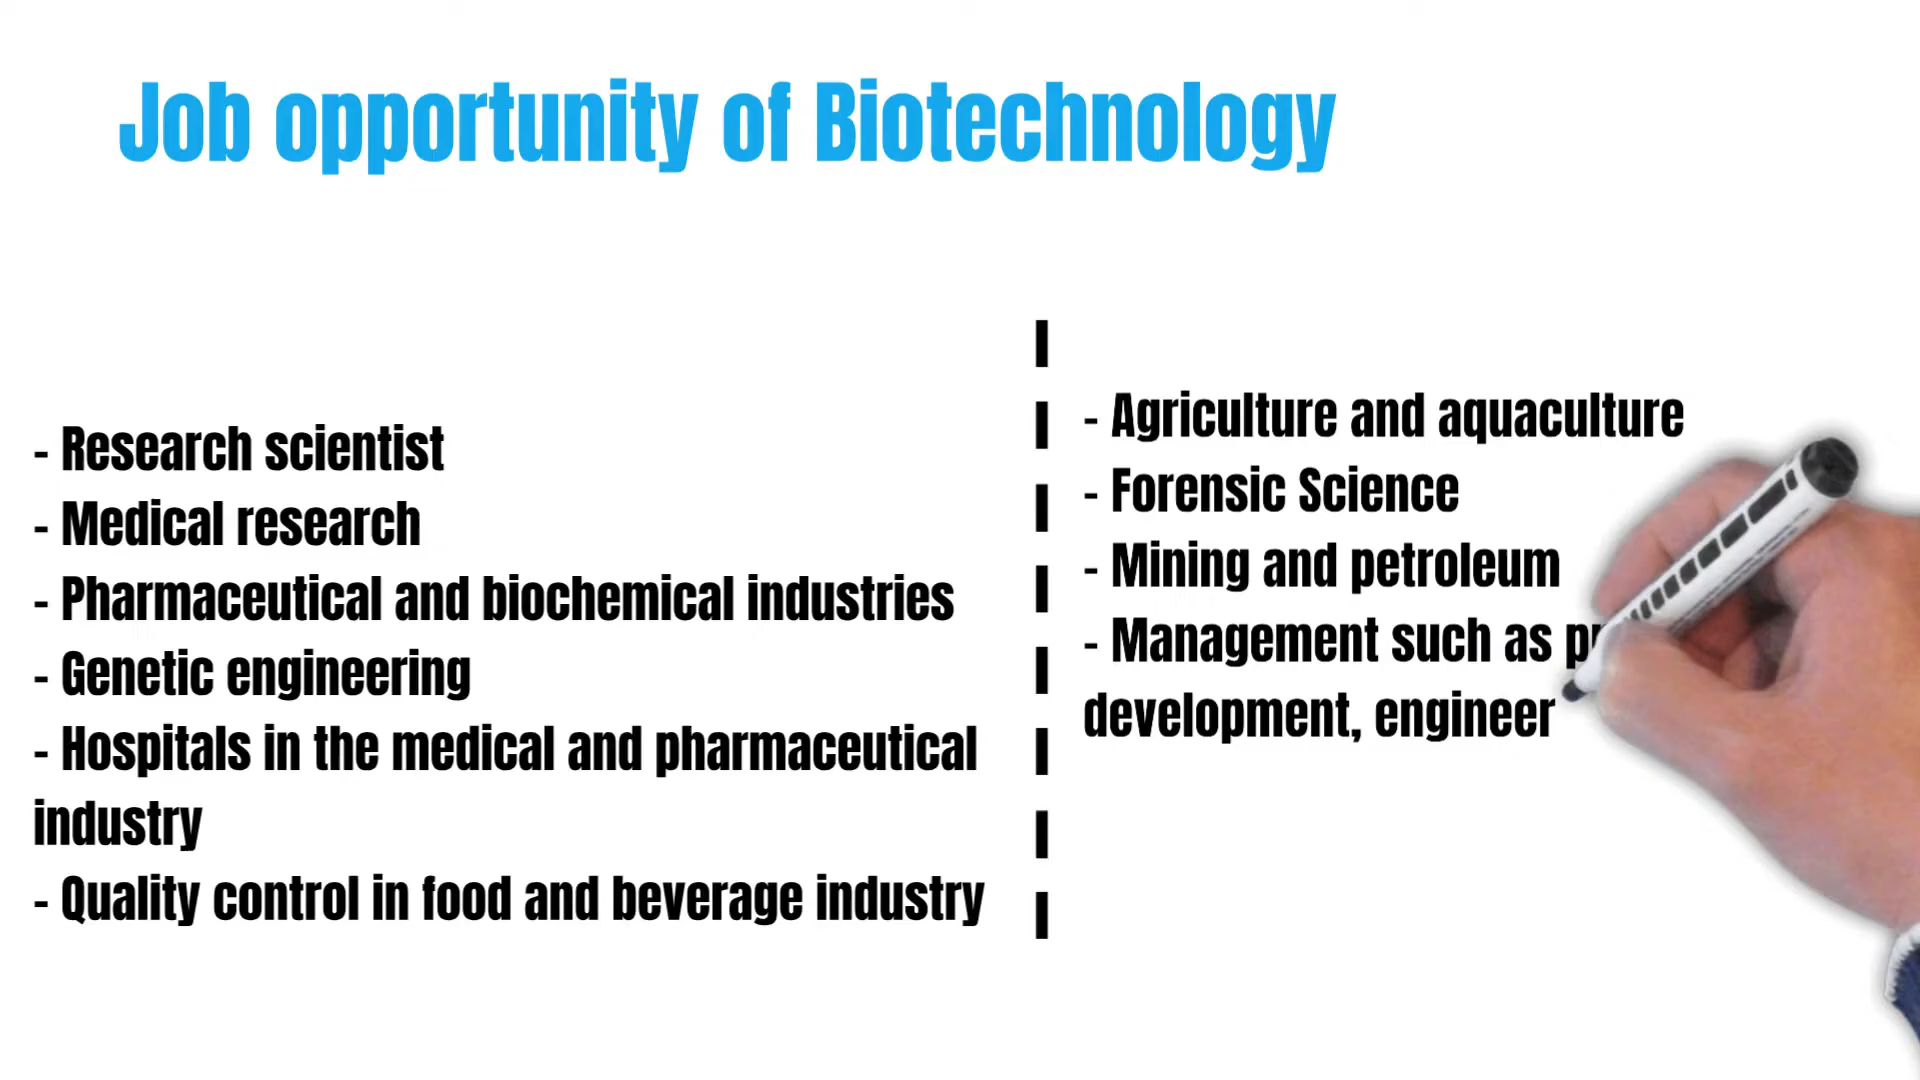 Job opportunity of Biotechnology
- Research scientist
- Medical research
- Pharmaceutical and biochemical industries
- Genetic engineering
- Hospitals in the medical and pharmaceutical
industry
- Quality control in food and beverage industry
- Agriculture and aquaculture
- Forensic Science
- Mining and petroleum
- Management such as
development, engineer